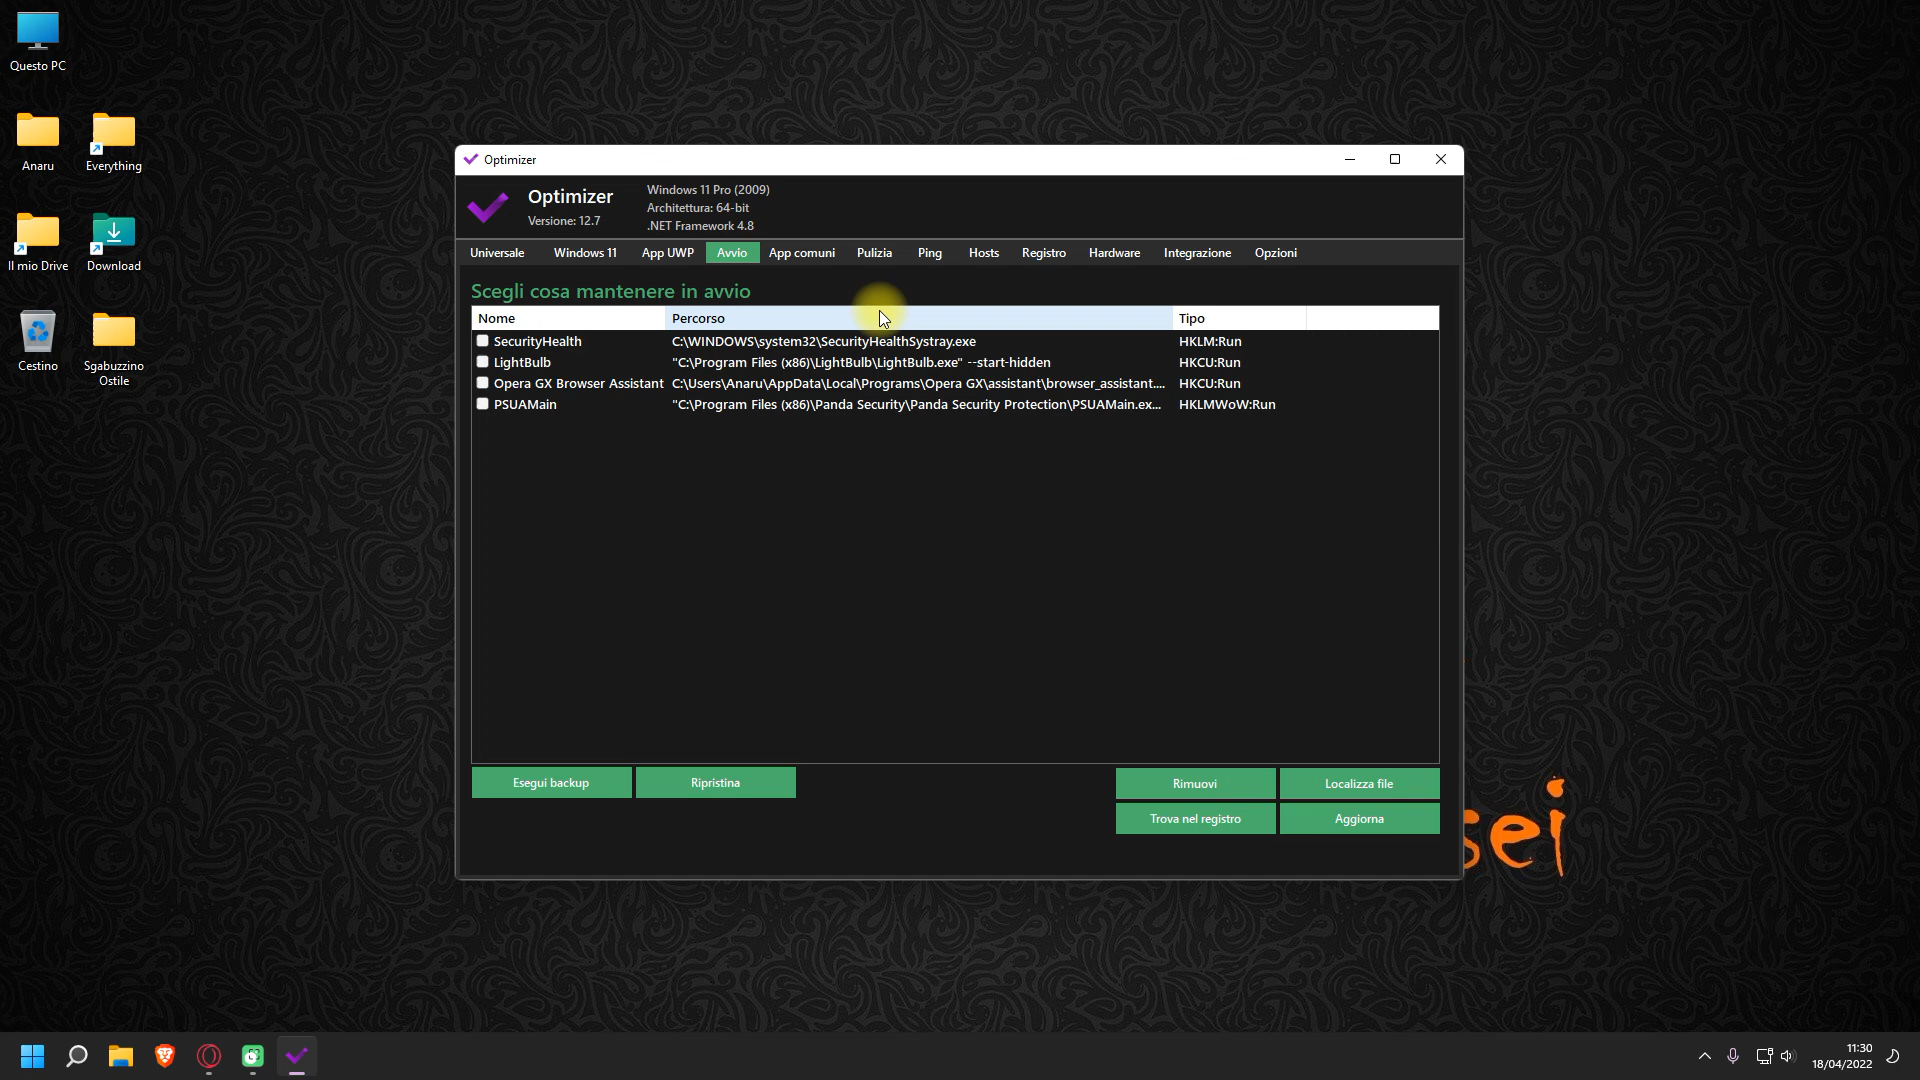 Questo PC
Anaru
Everything
Il mio Drive
Download
Cestino
Sgabuzzino
Ostile
Optimizer
Optimizer
Versione: 12.7
Windows 11 Pro (2009)
Architettura: 64-bit
.NET Framework 4.8
Universale Windows 11 App UWP Avvio App comuni Pulizia Ping Hosts Registro Hardware Integrazione Opzioni
Scegli cosa mantenere in avvio
Nome Percorso Tipo
SecurityHealth C:\WINDOWS\system32\SecurityHealthSystray.exe HKLM:Run
LightBulb "C:\Program Files (x86)\LightBulb\LightBulb.exe" --start-hidden HKCU:Run
Opera GX Browser Assistant C:\Users\Anaru\AppData\Local\Programs\Opera GX\assistant\browser_assistant.... HKCU:Run
PSUAMain "C:\Program Files (x86)\Panda Security\Panda Security Protection\PSUAMain.ex... HKLMWoW:Run
Esegui backup Ripristina Rimuovi Localizza file
Trova nel registro Aggiorna
sei
11:30
18/04/2022